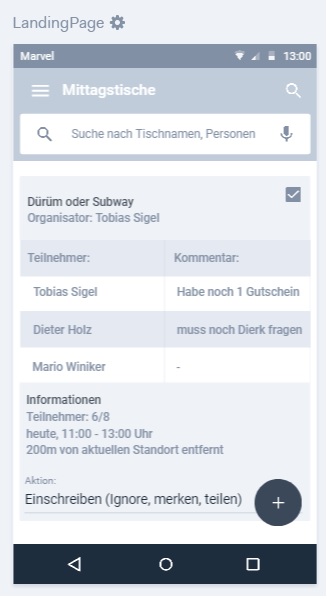 LandingPage
Marvel 13:00
Mittagstische
Suche nach Tischnamen, Personen
Dürüm oder Subway
Organisator: Tobias Sigel
Teilnehmer: Kommentar:
Tobias Sigel Habe noch 1 Gutschein
Dieter Holz muss noch Dierk fragen
Mario Winiker -
Informationen
Teilnehmer: 6/8
heute, 11:00 - 13:00 Uhr
200m von aktuellen Standort entfernt
Aktion:
Einschreiben (Ignore, merken, teilen)
+